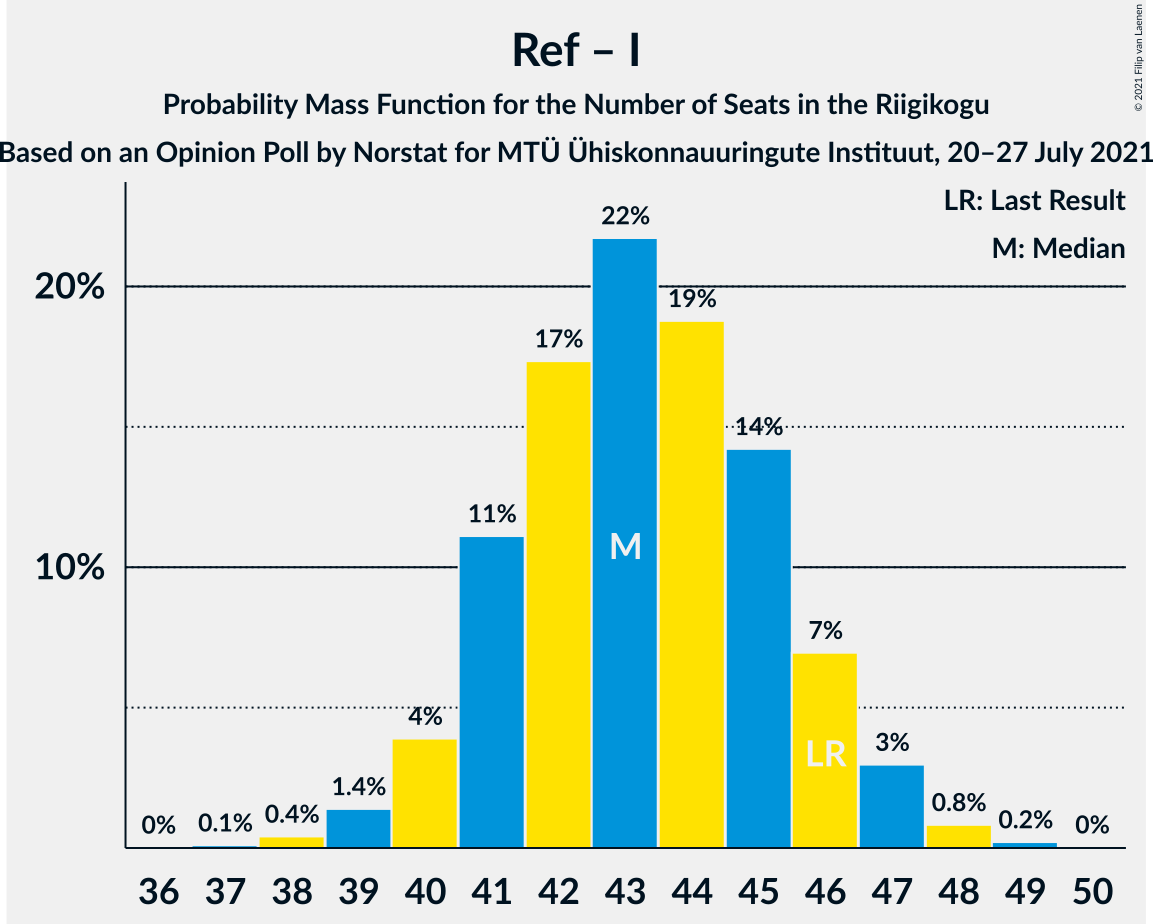 © 2021 Filip van Laenen
Ref – I
Probability Mass Function for the Number of Seats in the Riigikogu
Based on an Opinion Poll by Norstat for MTÜ Ühiskonnauuringute Instituut, 20–27 July 2021
LR: Last Result
M: Median
20%
10%
0%
0.1%
0.4%
1.4%
4%
11%
17%
22%
19%
14%
7%
3%
0.8%
0.2%
0%
M
LR
36 37 38 39 40 41 42 43 44 45 46 47 48 49 50